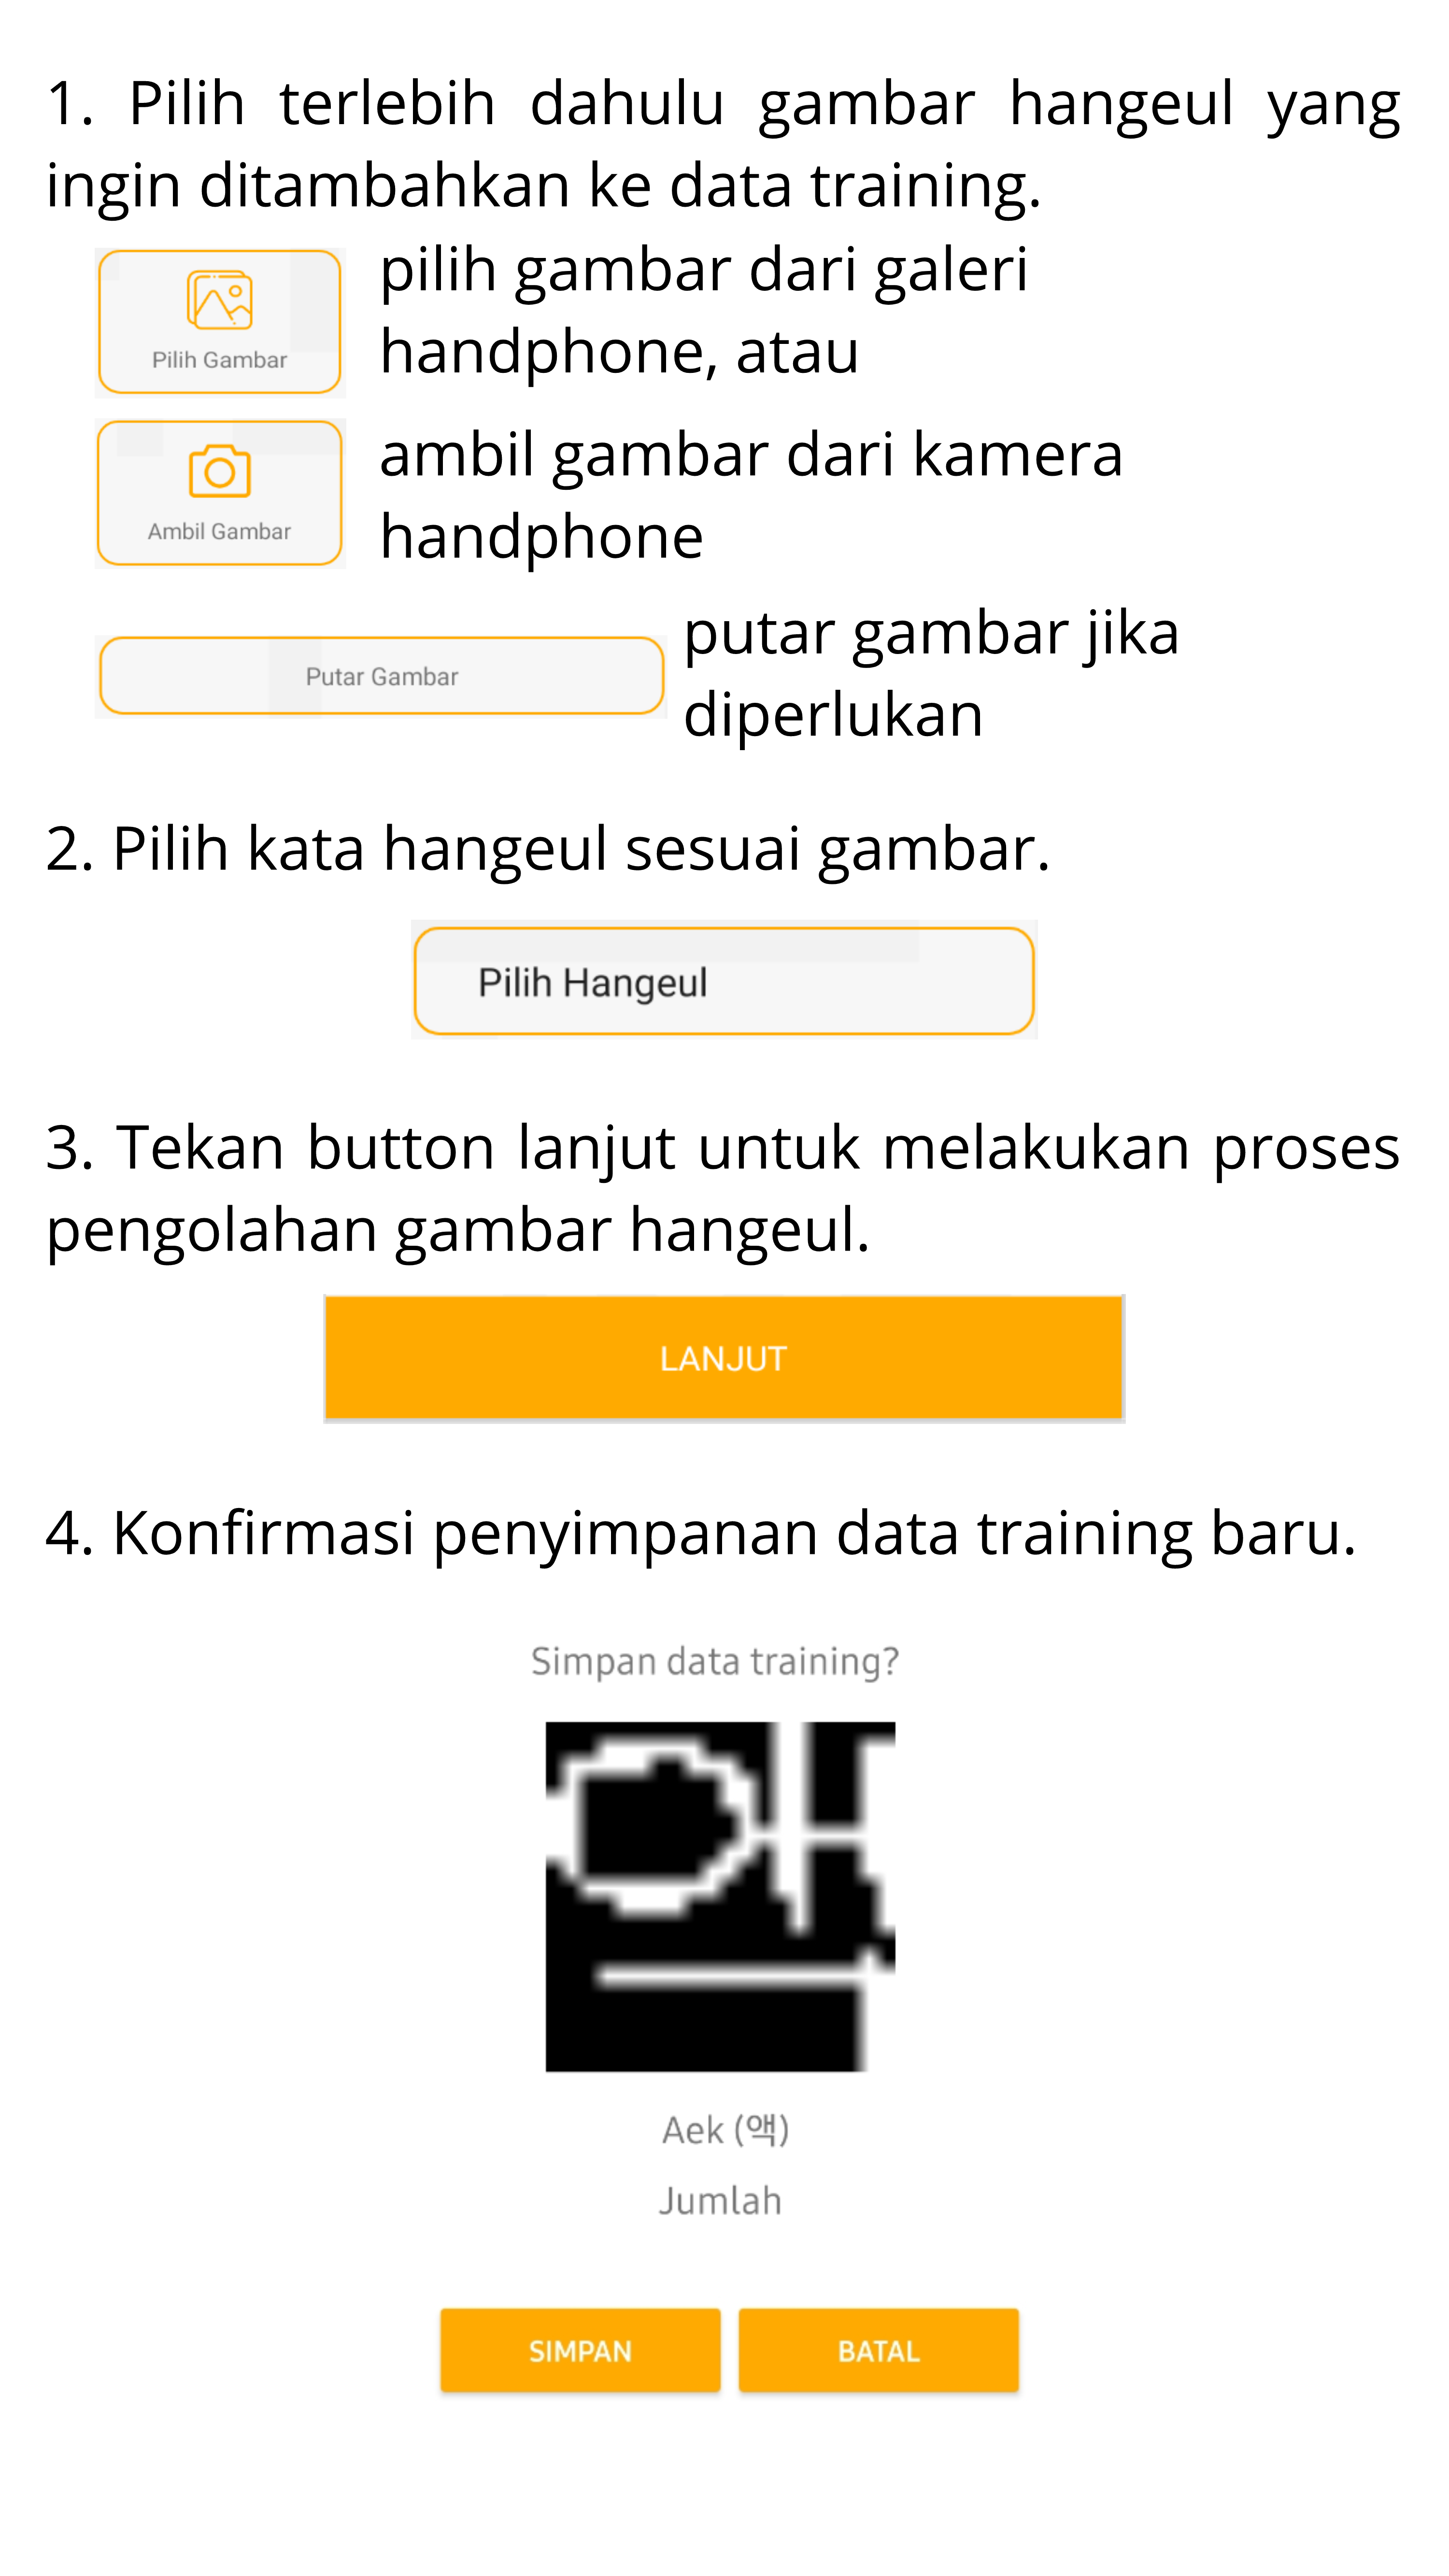 1. Pilih terlebih dahulu gambar hangeul yang
ingin ditambahkan ke data training.
Pilih Gambar
pilih gambar dari galeri
handphone, atau
Ambil Gambar
ambil gambar dari kamera
handphone
Putar Gambar
putar gambar jika
diperlukan
2. Pilih kata hangeul sesuai gambar.
Pilih Hangeul
3. Tekan button lanjut untuk melakukan proses
pengolahan gambar hangeul.
LANJUT
4. Konfirmasi penyimpanan data training baru.
Simpan data training?
액
Aek (액)
Jumlah
SIMPAN
BATAL